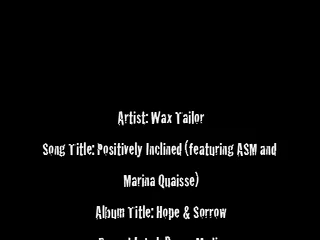 Artist: Wax Tailor
Song Title: Positively Inclined (featuring ASM and
Marina Quaisse)
Album Title: Hope & Sorrow